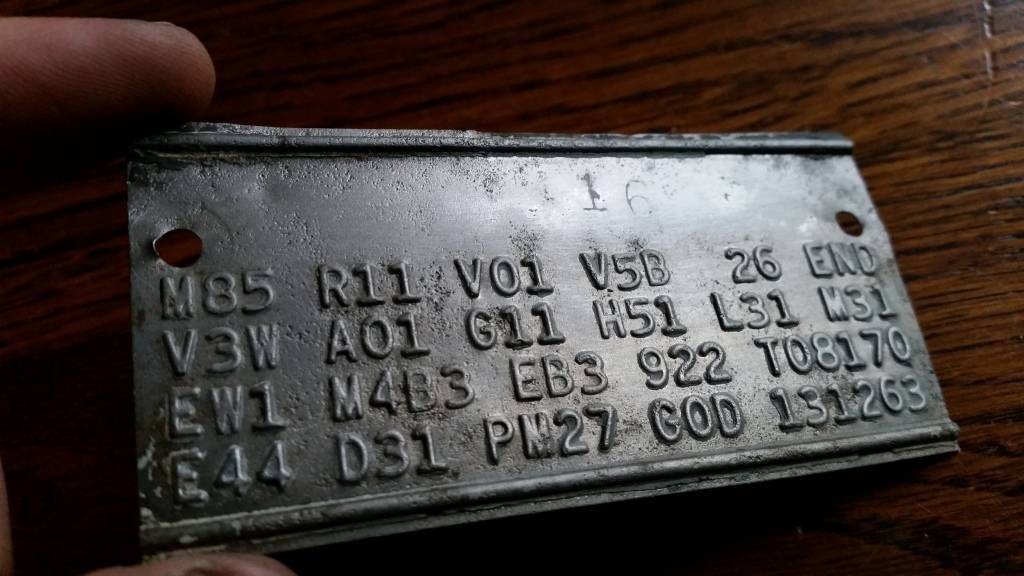 16
M85 R11 V01 V5B 26 END
V3W A01 G11 H51 L31 M31
EW1 M4B3 EB3 922 T08170
E44 D31 PM27 GOD 131263